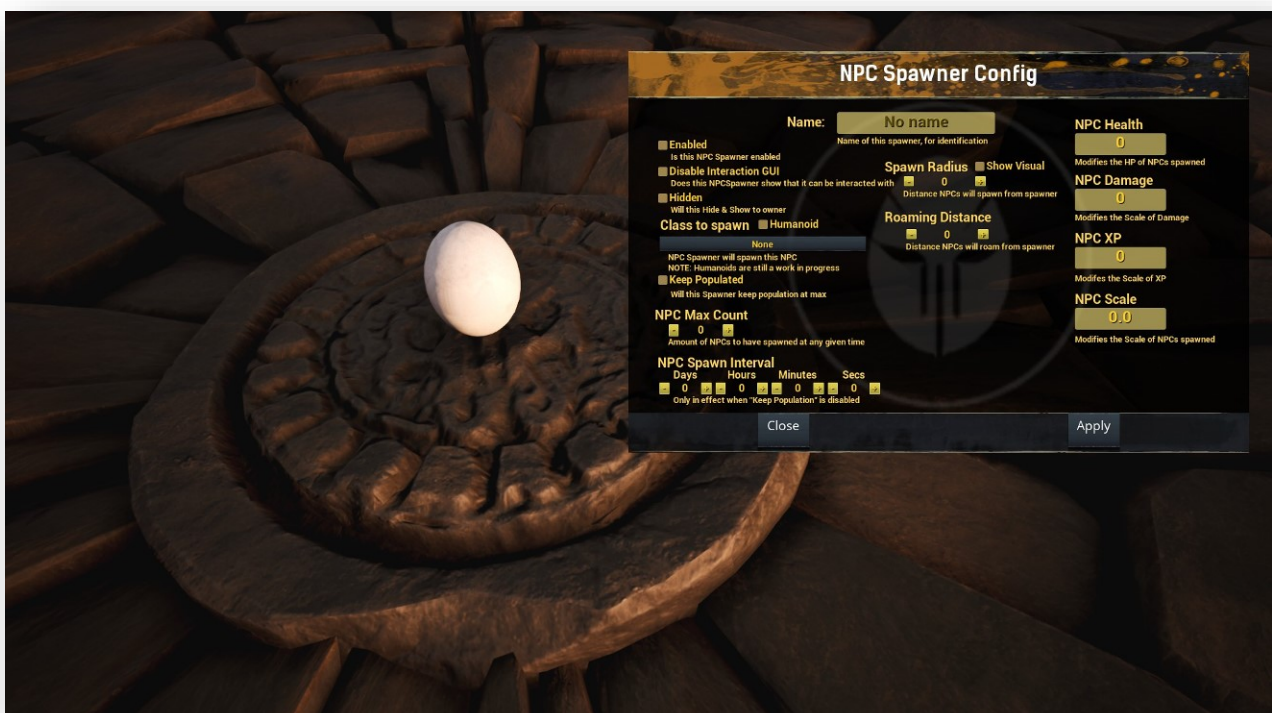 NPC Spawner Config
Name: No name
Name of this spawner, for identification
Enabled
Is this NPC Spawner enabled
Disable Interaction GUI
Does this NPCSpawner show that it can be interacted with
Hidden
Will this Hide & Show to owner
Class to spawn Humanoid
None
NPC Spawner will spawn this NPC
NOTE: Humanoids are still a work in progress
Keep Populated
Will this Spawner keep population at max
NPC Max Count
- 0 +
Amount of NPCs to have spawned at any given time
NPC Spawn Interval
Days Hours Minutes Secs
- 0 + - 0 + - 0 + - 0 +
Only in effect when "Keep Population" is disabled
Spawn Radius Show Visual
- 0 +
Distance NPCs will spawn from spawner
Roaming Distance
- 0 +
Distance NPCs will roam from spawner
NPC Health
0
Modifies the HP of NPCs spawned
NPC Damage
0
Modifies the Scale of Damage
NPC XP
0
Modifes the Scale of XP
NPC Scale
0.0
Modifies the Scale of NPCs spawned
Close Apply